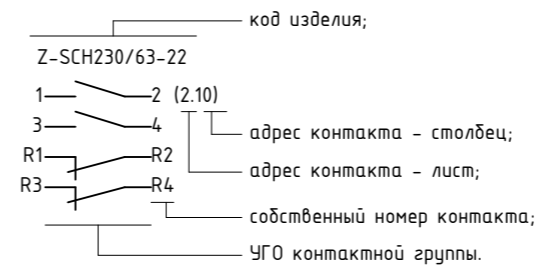 код изделия;
Z-SCH230/63-22
1 2 (2.10)
3 4
адрес контакта - столбец;
R1 R2
адрес контакта - лист;
R3 R4
собственный номер контакта;
УГО контактной группы.